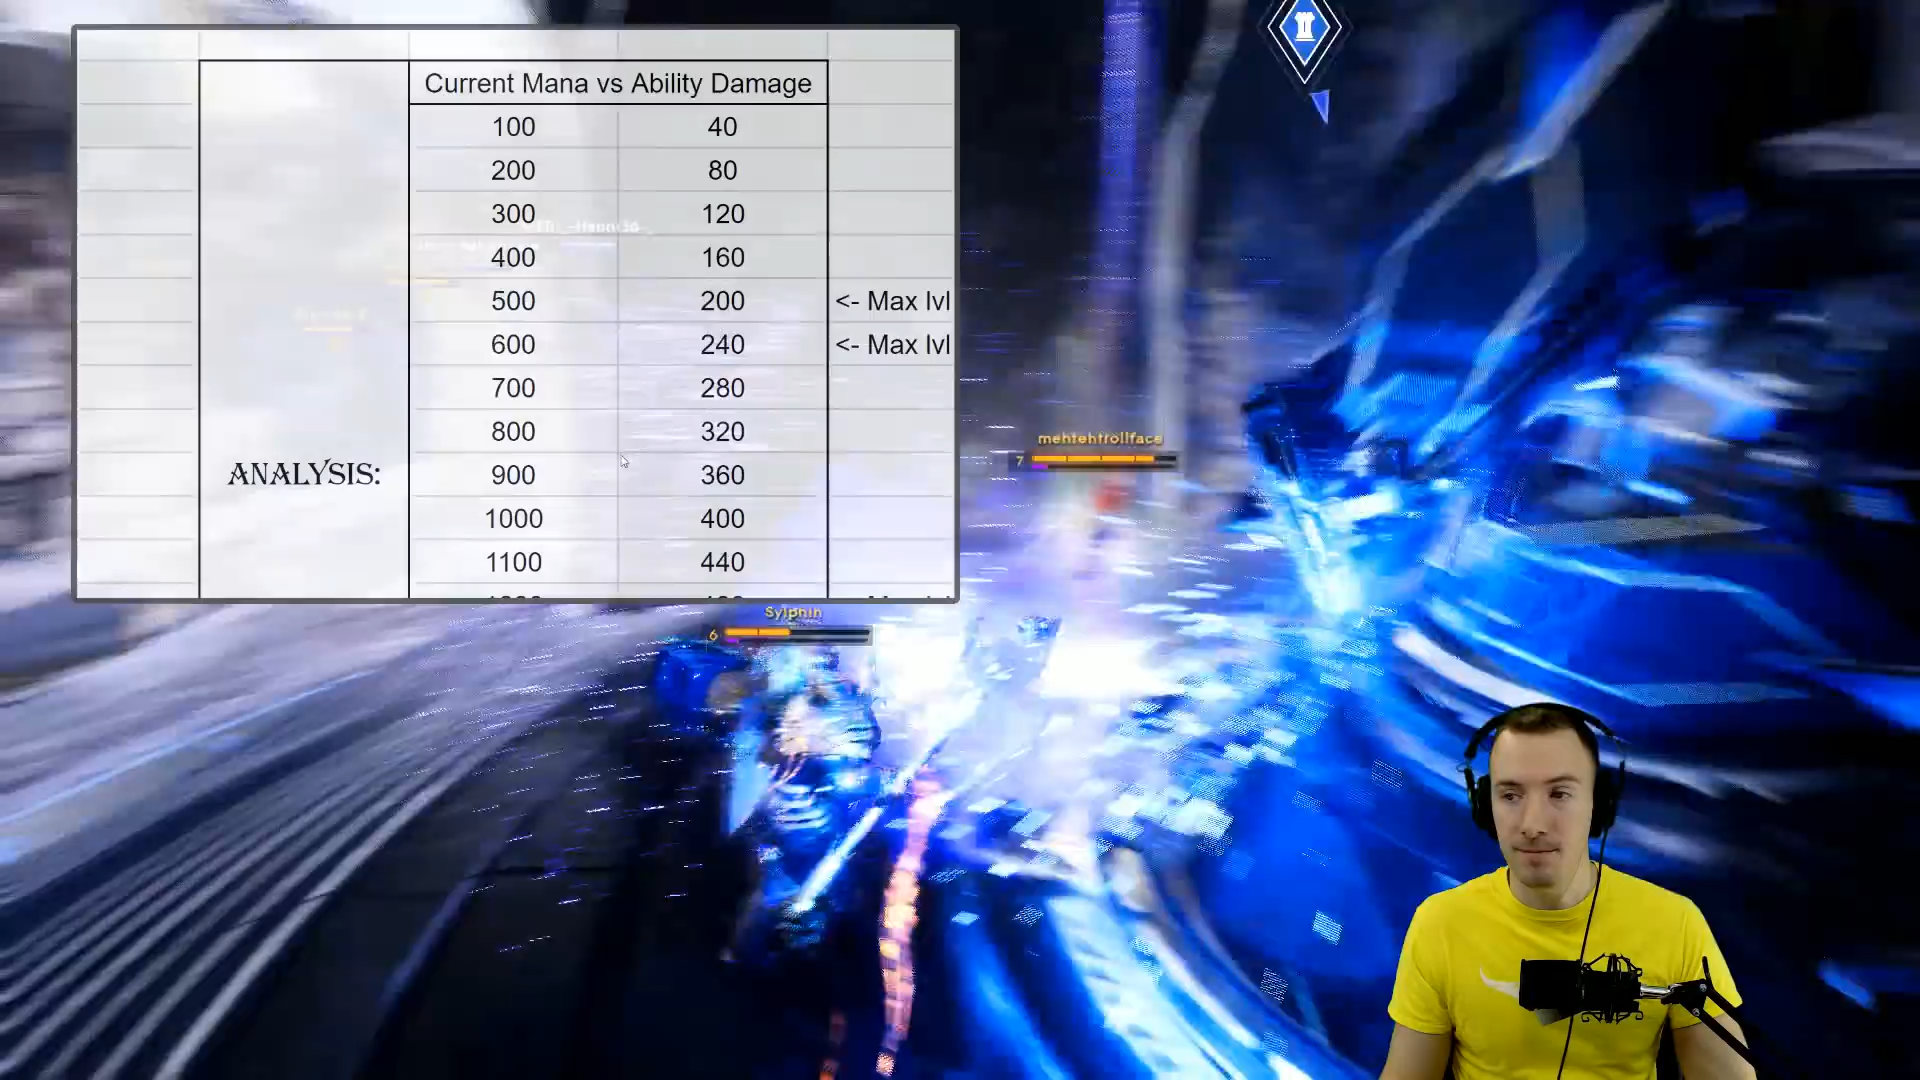 Current Mana vs Ability Damage
100 40
200 80
300 120
400 160
500 200 <- Max lvl
600 240 <- Max lvl
700 280
800 320
ANALYSIS: 900 360
1000 400
1100 440
mehtehtrollface
7
Sylphin
6